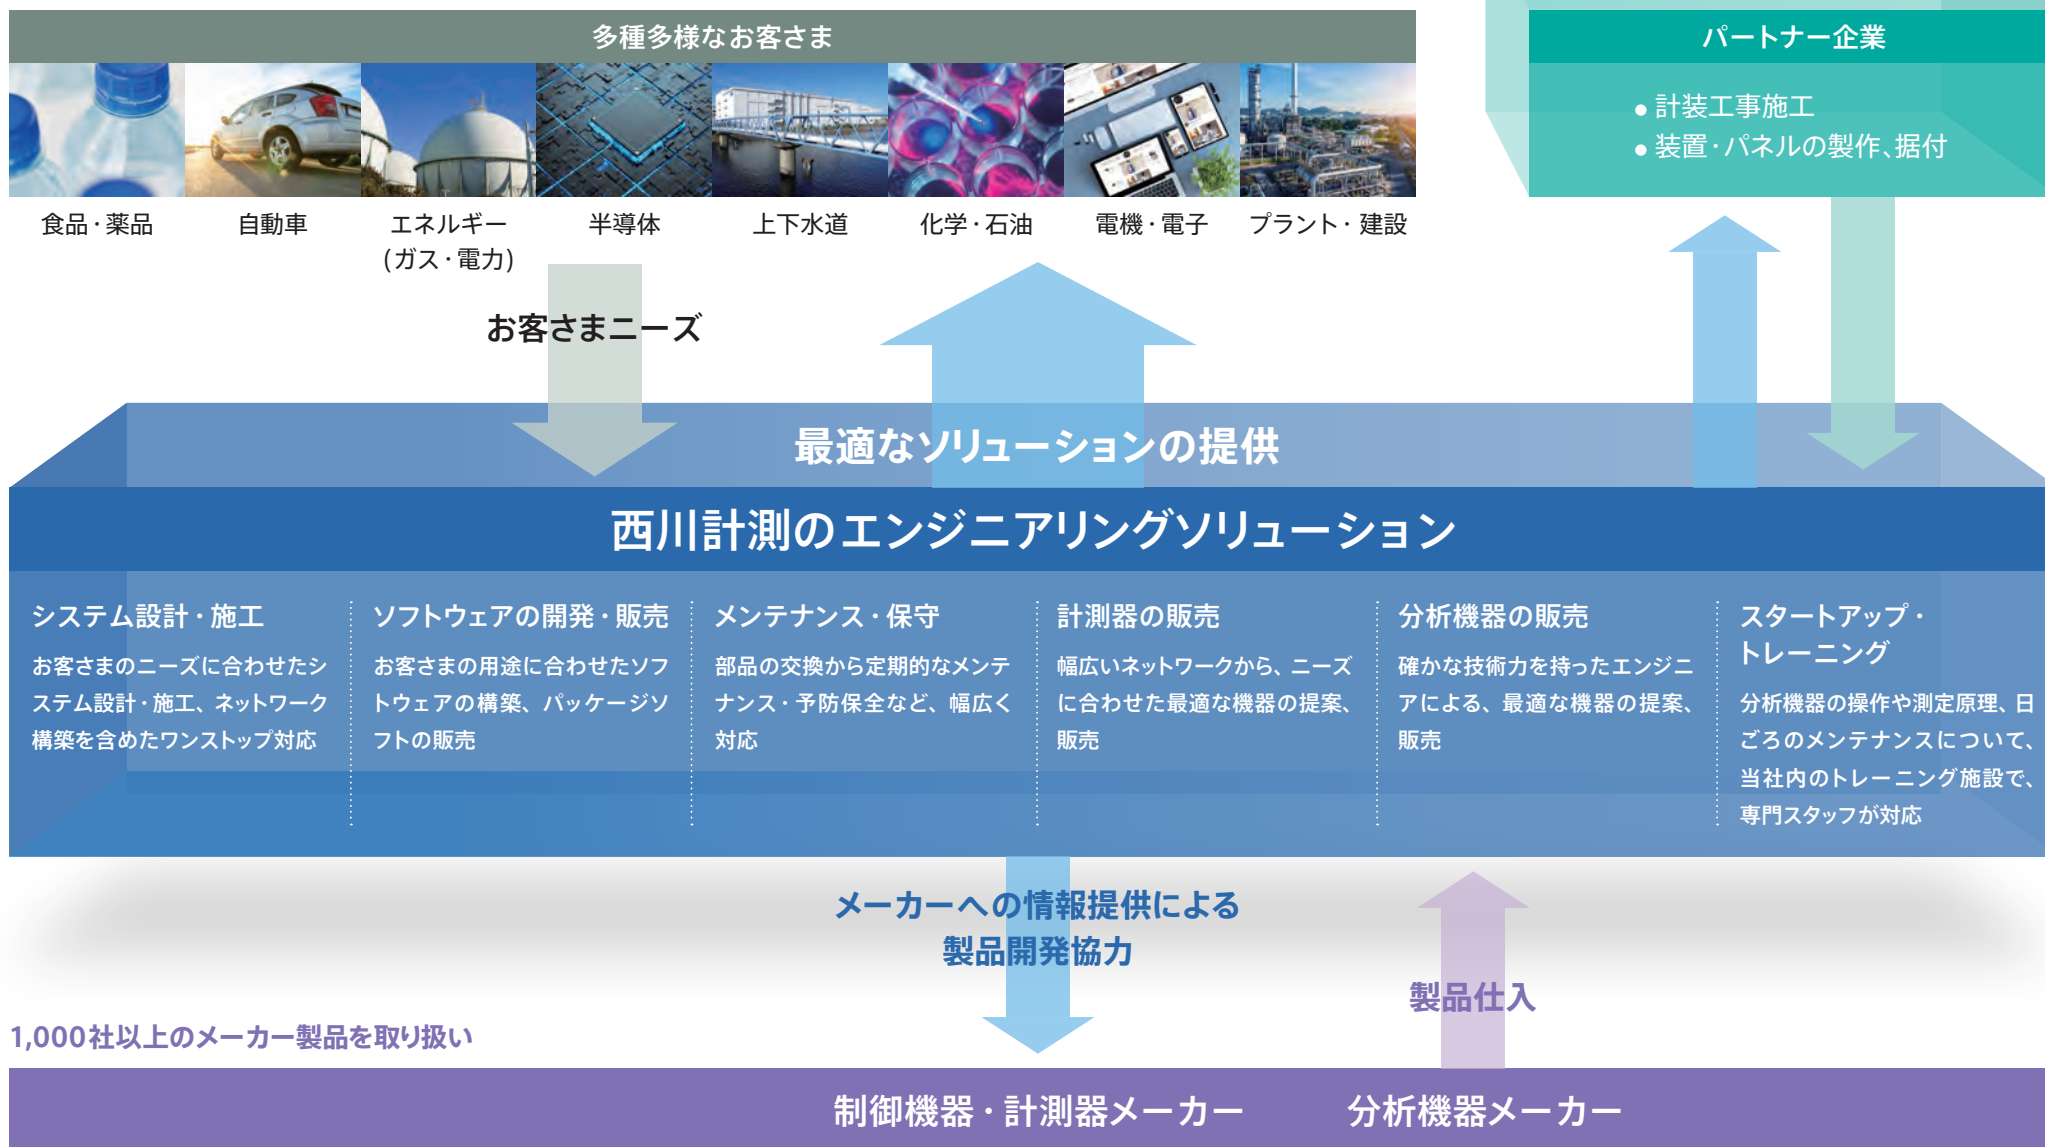 多種多様なお客さま
食品・薬品
自動車
エネルギー
(ガス・電力)
半導体
上下水道
化学・石油
電機・電子
プラント・建設
パートナー企業
● 計装工事施工
● 装置・パネルの製作、据付
お客さまニーズ
最適なソリューションの提供
西川計測のエンジニアリングソリューション
システム設計・施工
お客さまのニーズに合わせたシ
ステム設計・施工、ネットワーク
構築を含めたワンストップ対応
ソフトウェアの開発・販売
お客さまの用途に合わせたソフ
トウェアの構築、パッケージソ
フトの販売
メンテナンス・保守
部品の交換から定期的なメンテ
ナンス・予防保全など、幅広く
対応
計測器の販売
幅広いネットワークから、ニーズ
に合わせた最適な機器の提案、
販売
分析機器の販売
確かな技術力を持ったエンジニ
アによる、最適な機器の提案、
販売
スタートアップ・
トレーニング
分析機器の操作や測定原理、日
ごろのメンテナンスについて、
当社内のトレーニング施設で、
専門スタッフが対応
メーカーへの情報提供による
製品開発協力
製品仕入
1,000社以上のメーカー製品を取り扱い
制御機器・計測器メーカー
分析機器メーカー